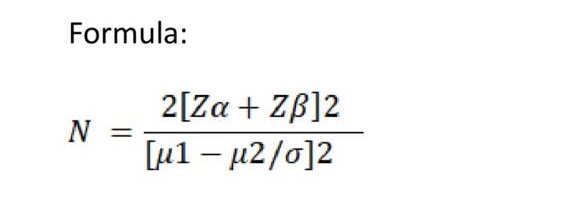 Formula:
N = 2[Zα + Zβ]2
[μ1 − μ2/σ]2